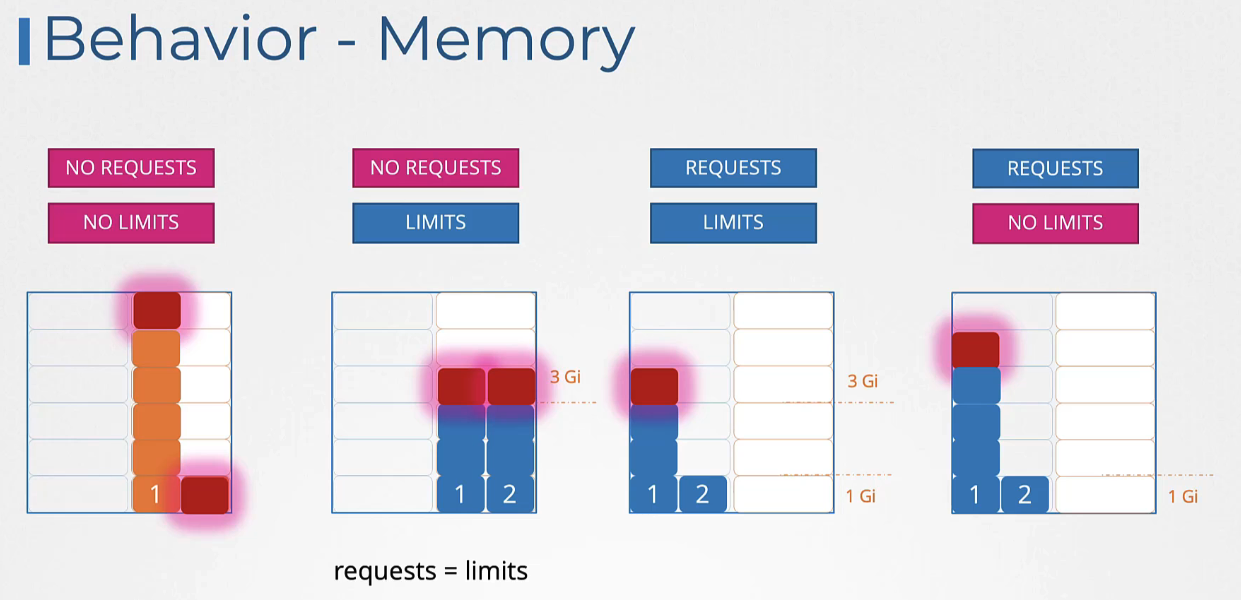 Behavior - Memory
NO REQUESTS
NO LIMITS
1
NO REQUESTS
LIMITS
3 Gi
1 2
requests = limits
REQUESTS
LIMITS
3 Gi
1 2
1 Gi
REQUESTS
NO LIMITS
1 2
1 Gi